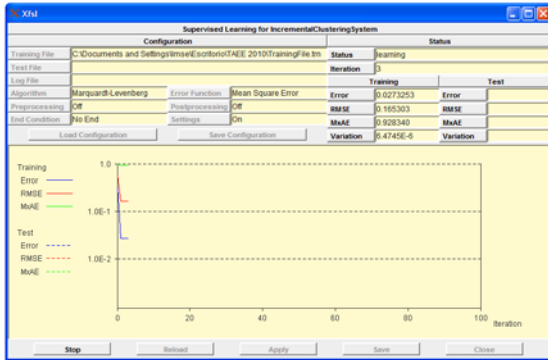 Xfsl
Supervised Learning for IncrementalClusteringSystem
Configuration
Status
Training File C:\Documents and Settings\imse\Escritorio\TAEE 2010\TrainingFile.trn
Status learning
Test File
Iteration 3
Log File
Training Test
Algorithm Marquardt-Levenberg Error Function Mean Square Error
Error 0.0273253 Error
Preprocessing Off Postprocessing Off
RMSE 0.165303 RMSE
End Condition No End Settings On
MxAE 0.928340 MxAE
Load Configuration Save Configuration
Variation 6.4745E-6 Variation
Training
Error
RMSE
MxAE
Test
Error
RMSE
MxAE
1.0
1.0E-1
1.0E-2
0 20 40 60 80 100
Iteration
Stop Reload Apply Save Close